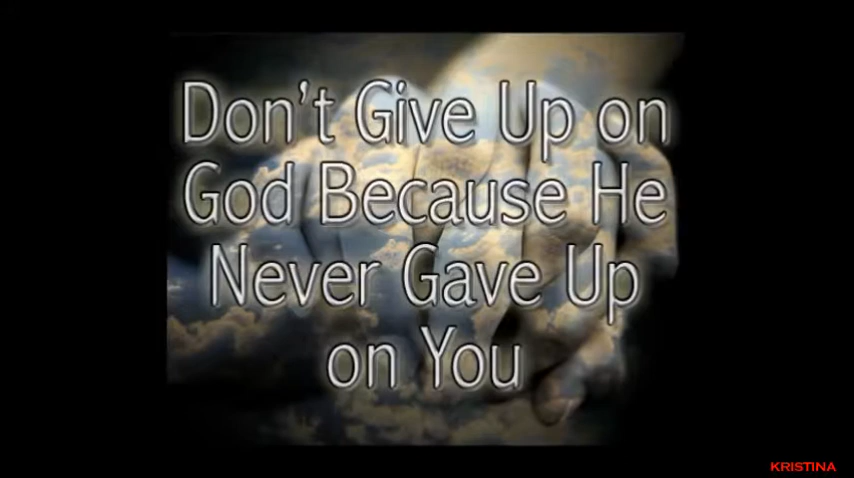 Don't Give Up on
God Because He
Never Gave Up
on You
KRISTINA